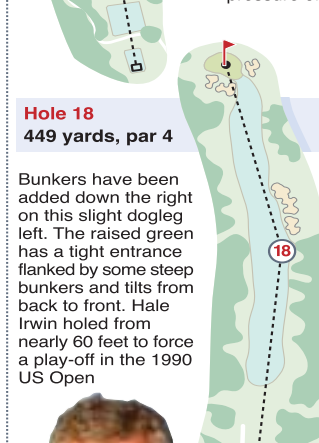 Hole 18
449 yards, par 4
Bunkers have been
added down the right
on this slight dogleg
left. The raised green
has a tight entrance
flanked by some steep
bunkers and tilts from
back to front. Hale
Irwin holed from
nearly 60 feet to force
a play-off in the 1990
US Open
18